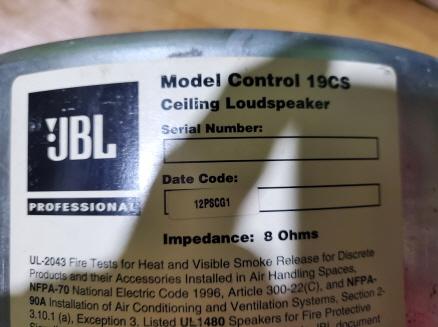 JBL
PROFESSIONAL
Model Control 19CS
Ceiling Loudspeaker
Serial Number:
Date Code:
12PSCG1
Impedance: 8 Ohms
UL-2043 Fire Tests for Heat and Visible Smoke Release for Discrete
Products and their Accessories Installed in Air Handling Spaces,
NFPA-70 National Electric Code 1996, Article 300-22(C), and NFPA-
90A Installation of Air Conditioning and Ventilation Systems, Section 2-
3.10.1 (a), Exception 3. Listed UL1480 Speakers for Fire Protective
JBL document